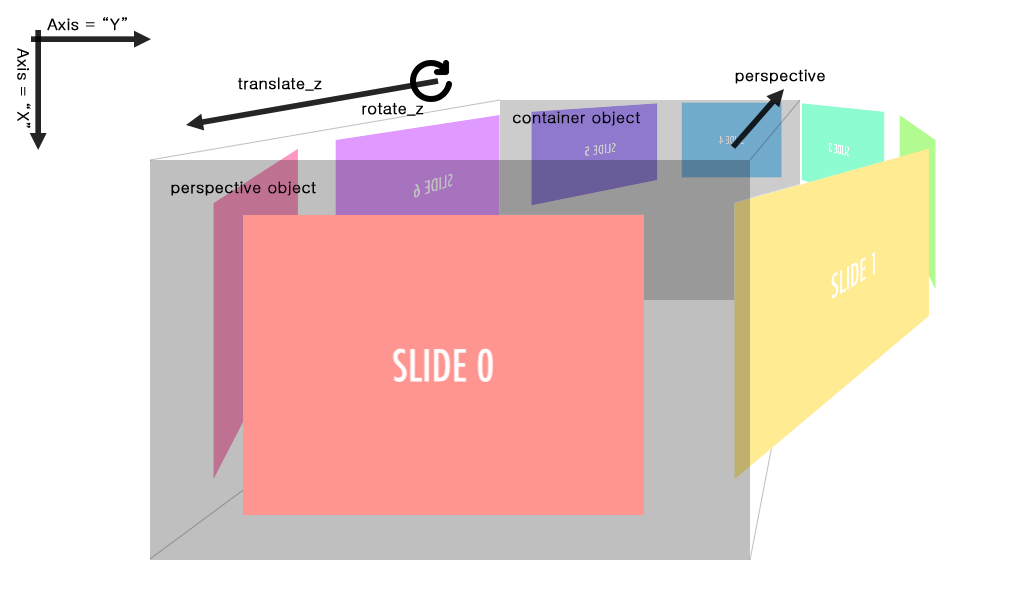 Axis = “Y”
Axis = “X”
translate_z
rotate_z
perspective
container object
perspective object
SLIDE 6
SLIDE 5
SLIDE 4
SLIDE 3
SLIDE 1
SLIDE 0